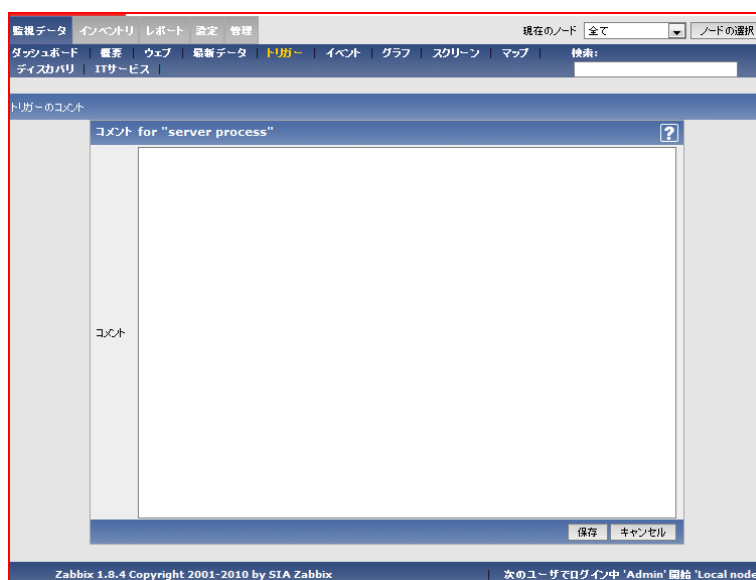 監視データ インベントリ レポート 設定 管理 現在のノード 全て ノードの選択
ダッシュボード | 概要 | ウェブ | 最新データ | トリガー | イベント | グラフ | スクリーン | マップ | 検索:
ディスカバリ | ITサービス |
トリガーのコメント
コメント for "server process" ?
コメント
保存 キャンセル
Zabbix 1.8.4 Copyright 2001-2010 by SIA Zabbix | 次のユーザでログイン中 'Admin' 開始 'Local node